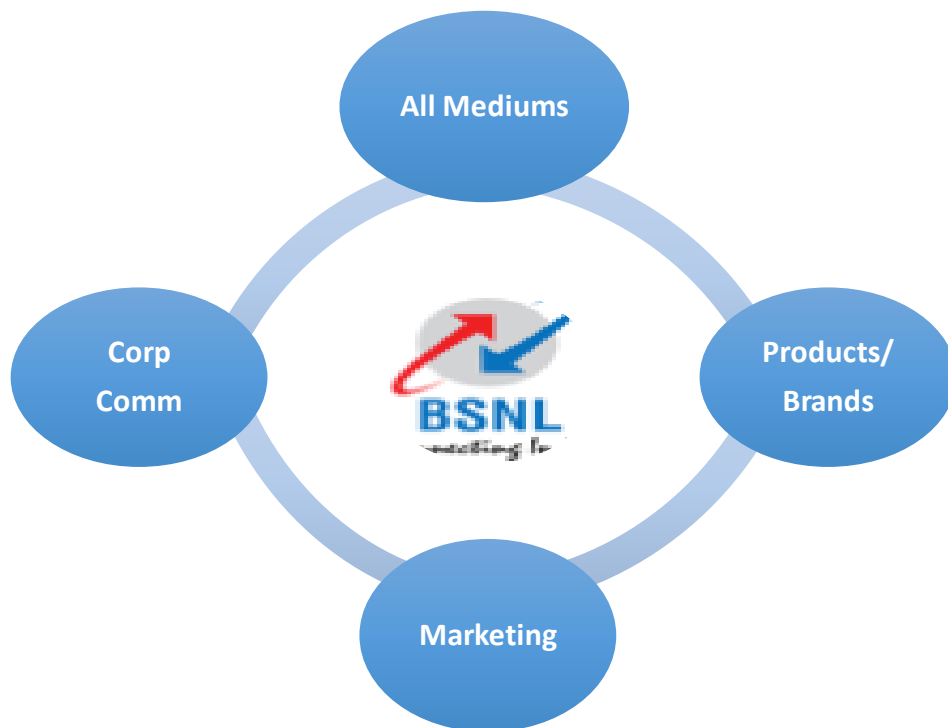 All Mediums
Corp
Comm
Products/
Brands
BSNL
Marketing